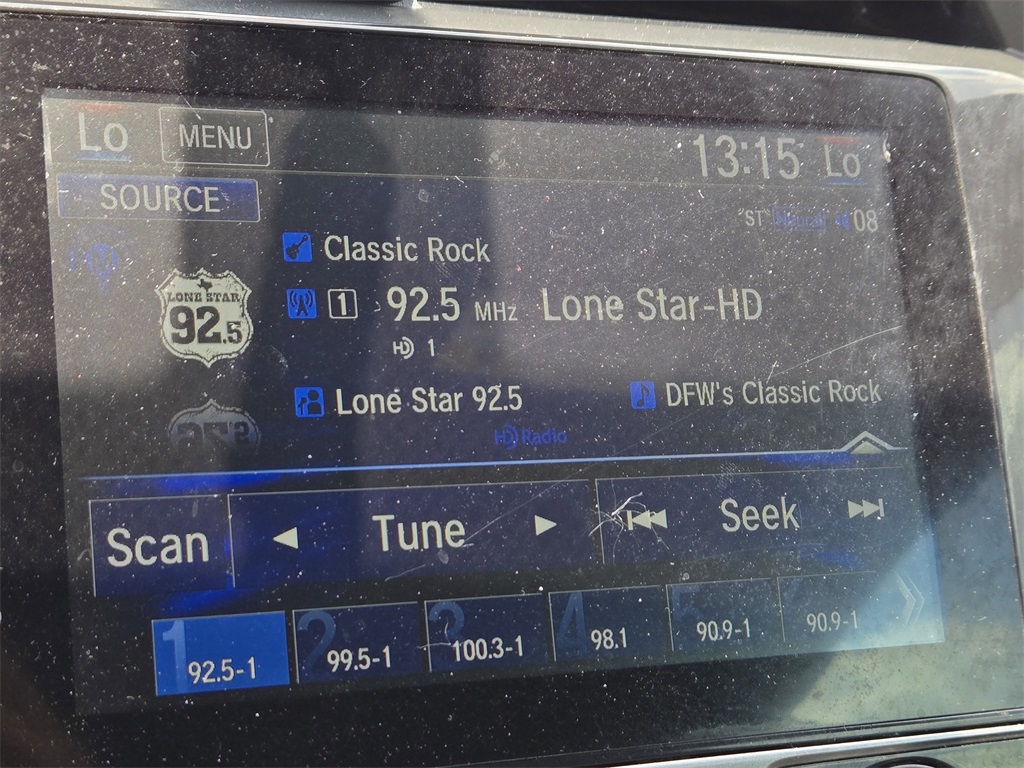 Lo MENU 13:15 Lo
SOURCE
ST Digital 08
Classic Rock
LONE STAR
92.5
1 92.5 MHz Lone Star-HD
HD 1
Lone Star 92.5 DFW's Classic Rock
HD Radio
Scan Tune Seek
1 2 3 4 5
92.5-1 99.5-1 100.3-1 98.1 90.9-1 90.9-1